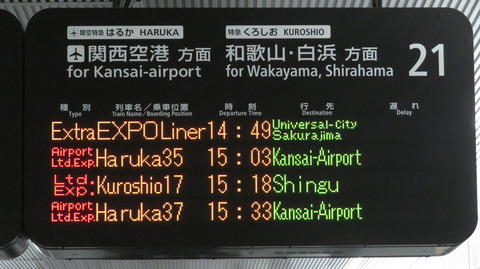 関空特急 はるか HARUKA 特急 くろしお KUROSHIO
関西空港 方面 和歌山・白浜 方面 21
for Kansai-airport for Wakayama, Shirahama
種別 列車名／乗車位置 時刻 行先 遅れ
Type Train Name/Boarding Position Departure Time Destination Delay
Extra EXPO Liner 14:49 Universal-City Sakurajima
Airport Ltd.Exp. Haruka35 15:03 Kansai-Airport
Ltd Exp. Kuroshio17 15:18 Shingu
Airport Ltd.Exp. Haruka37 15:33 Kansai-Airport